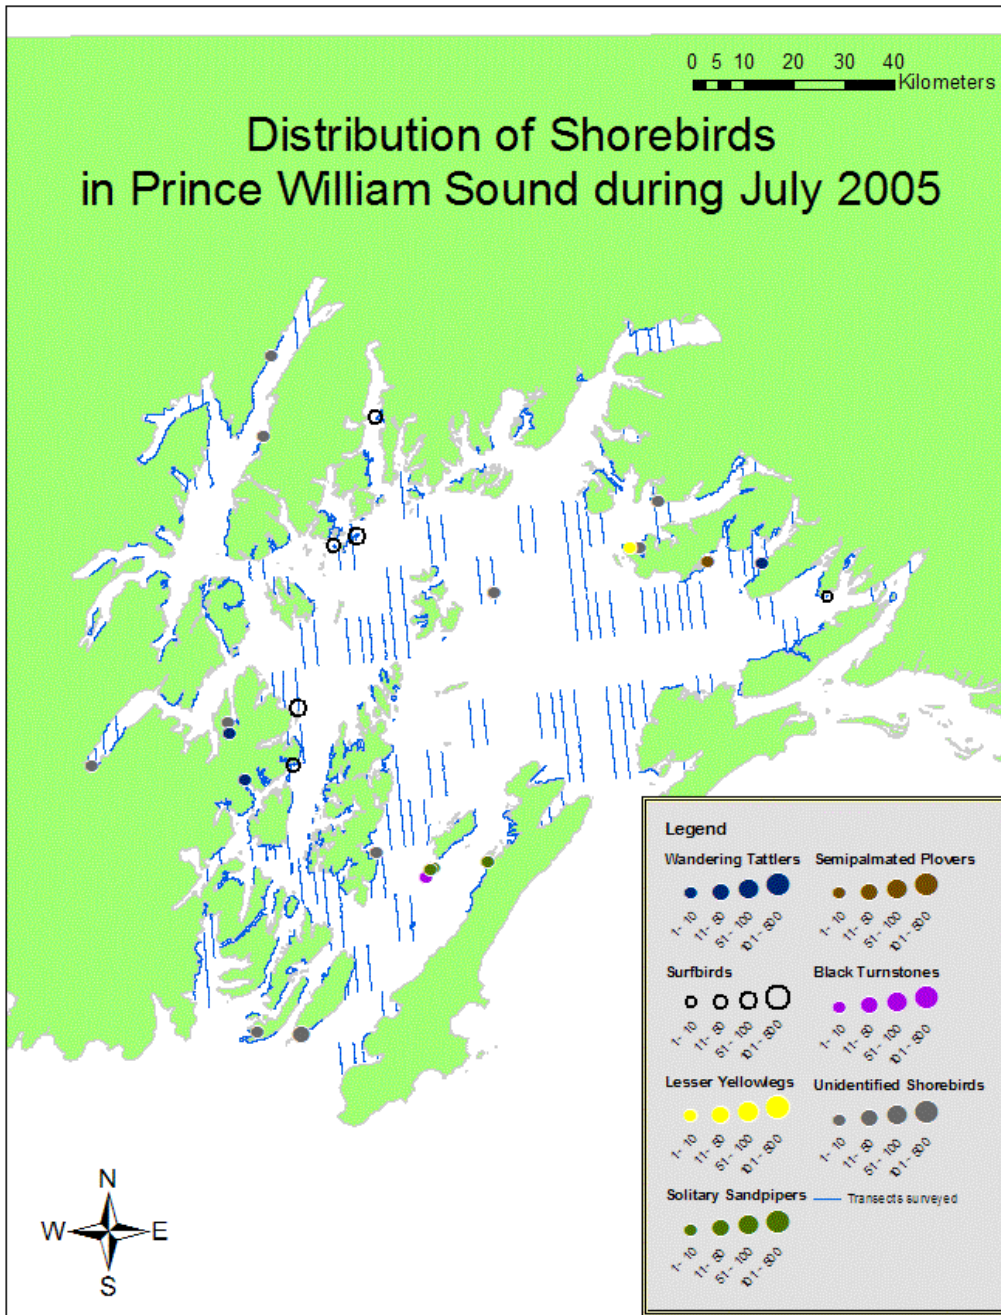 0 5 10 20 30 40
Kilometers
Distribution of Shorebirds
in Prince William Sound during July 2005
Legend
Wandering Tattlers
1 - 10
11 - 50
51 - 100
101 - 500
Semipalmated Plovers
1 - 10
11 - 50
51 - 100
101 - 500
Surfbirds
1 - 10
11 - 50
51 - 100
101 - 500
Black Turnstones
1 - 10
11 - 50
51 - 100
101 - 500
Lesser Yellowlegs
1 - 10
11 - 50
51 - 100
101 - 500
Unidentified Shorebirds
1 - 10
11 - 50
51 - 100
101 - 500
Solitary Sandpipers
1 - 10
11 - 50
51 - 100
101 - 500
Transects surveyed
N
W E
S